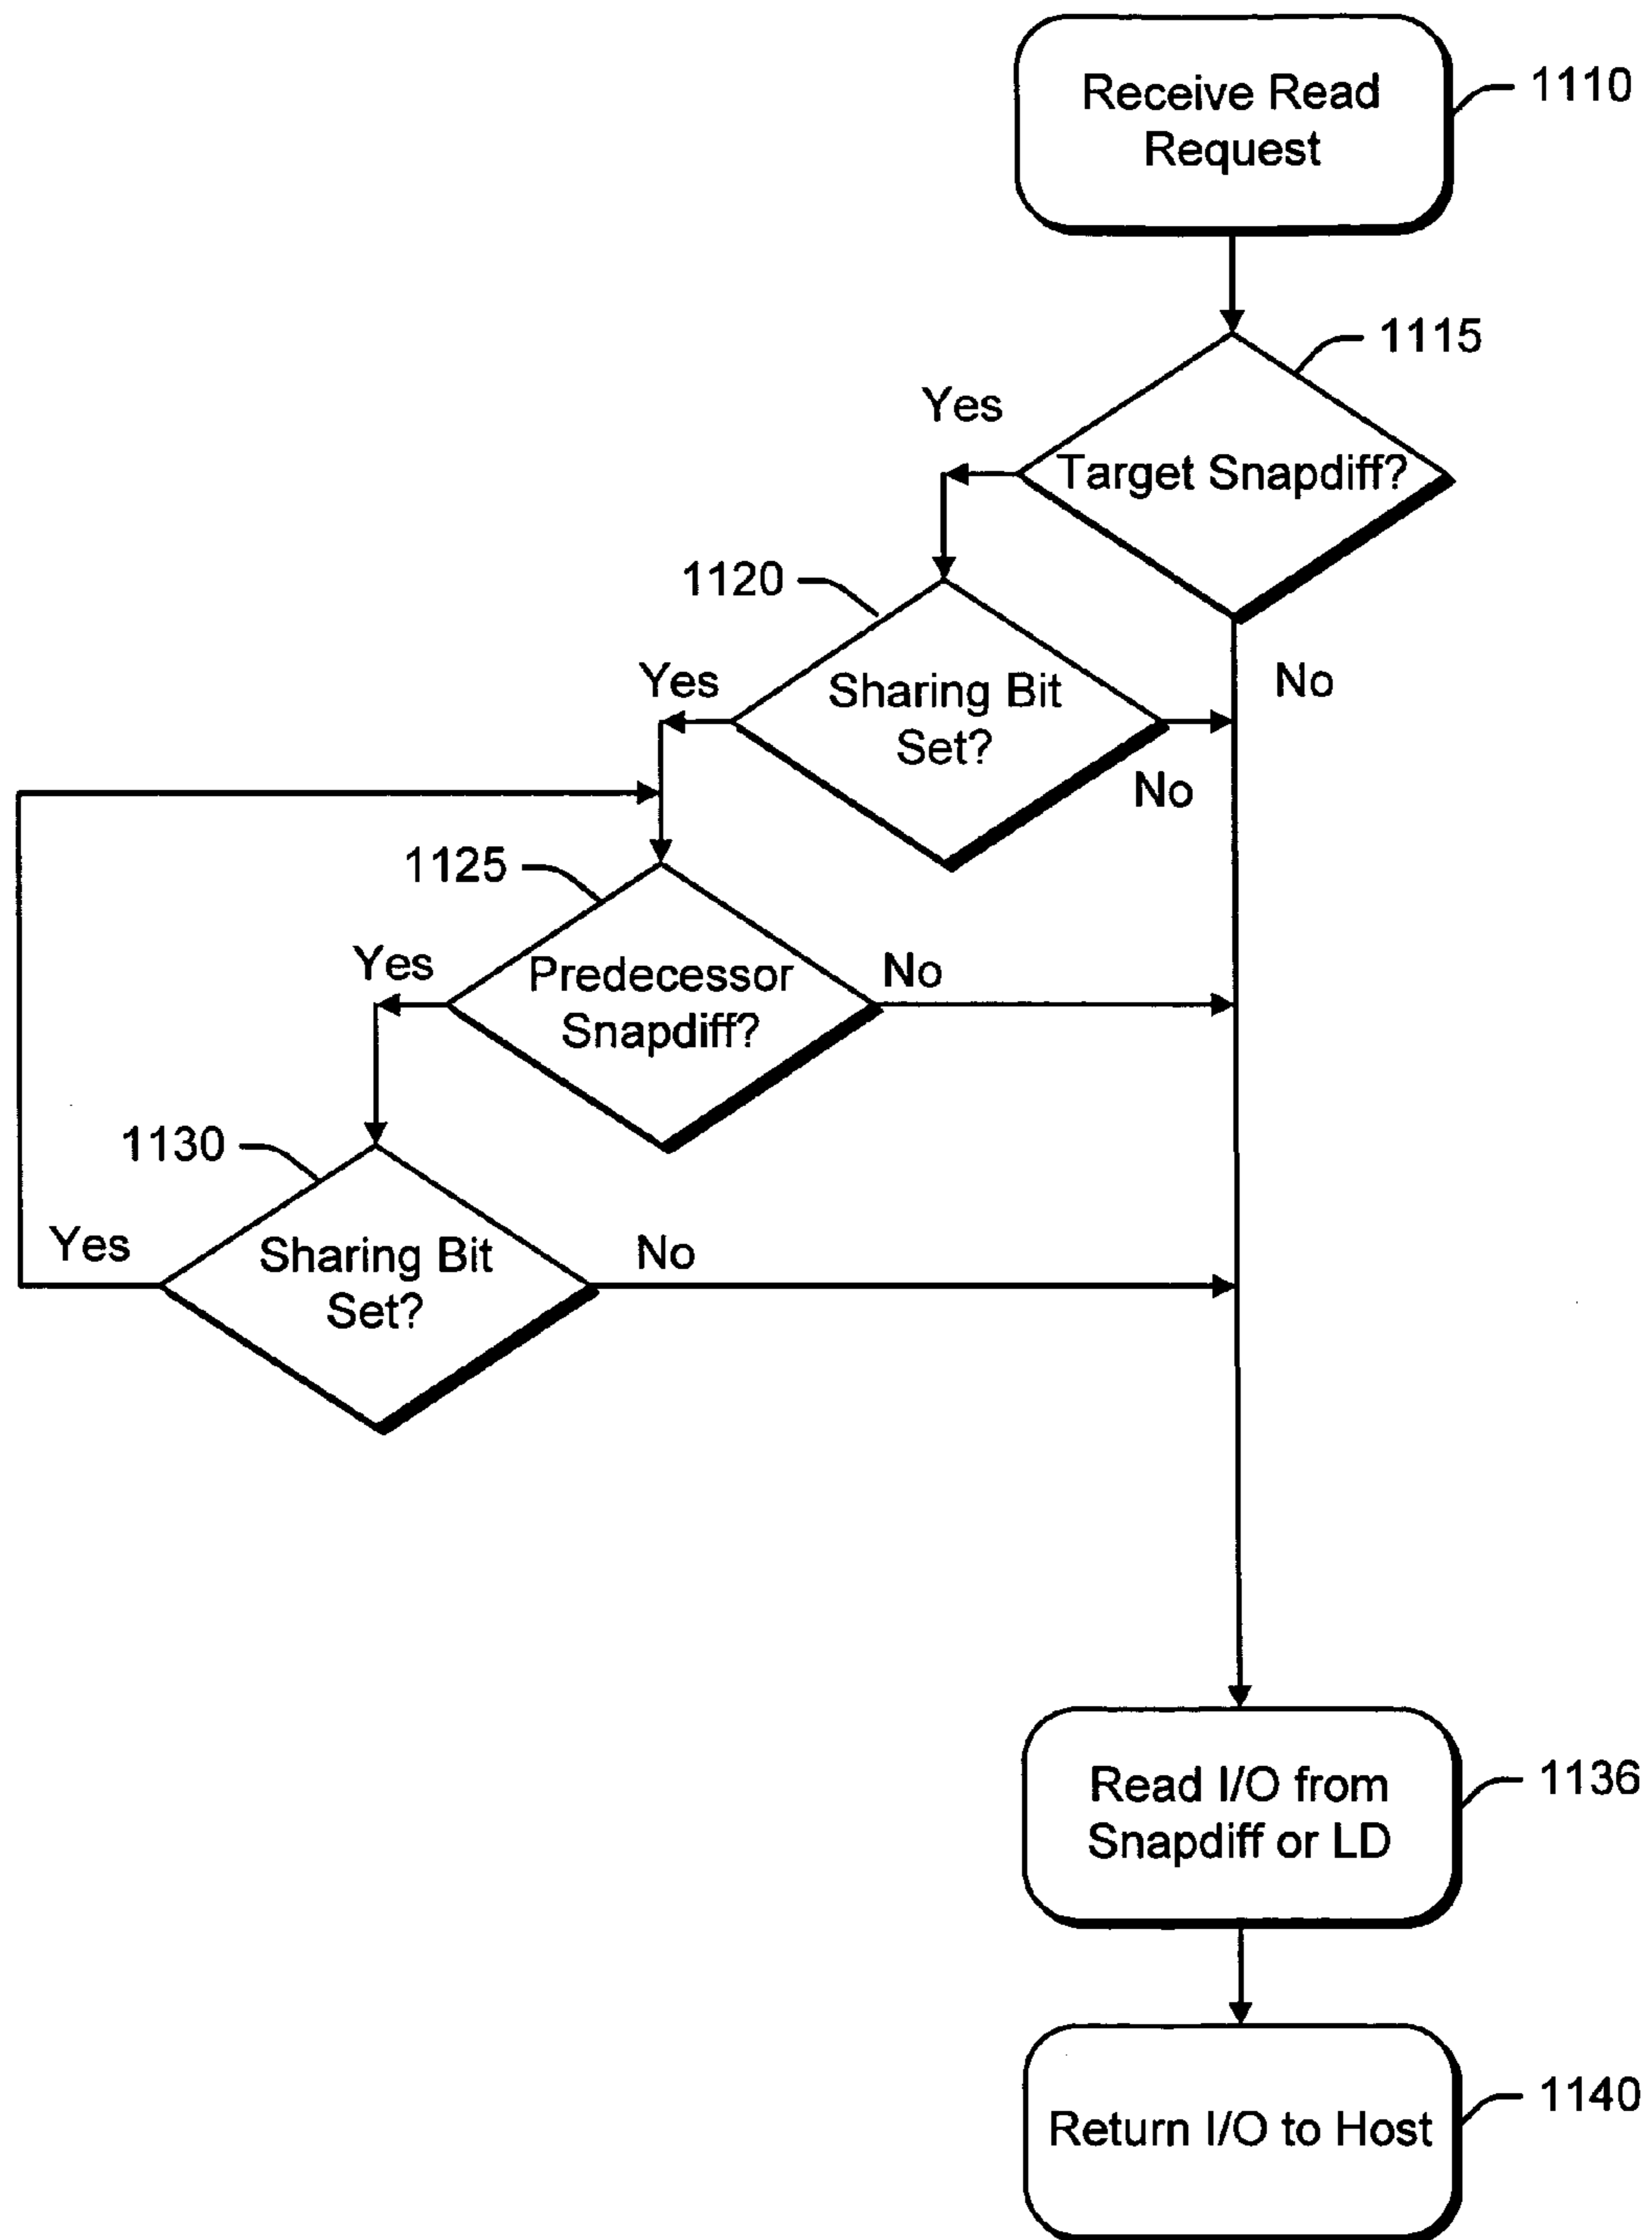 Receive Read
Request
1110
1115
Yes
Target Snapdiff?
No
1120
Yes
Sharing Bit
Set?
No
1125
Yes
Predecessor
Snapdiff?
No
1130
Yes
Sharing Bit
Set?
No
Read I/O from
Snapdiff or LD
1136
Return I/O to Host
1140